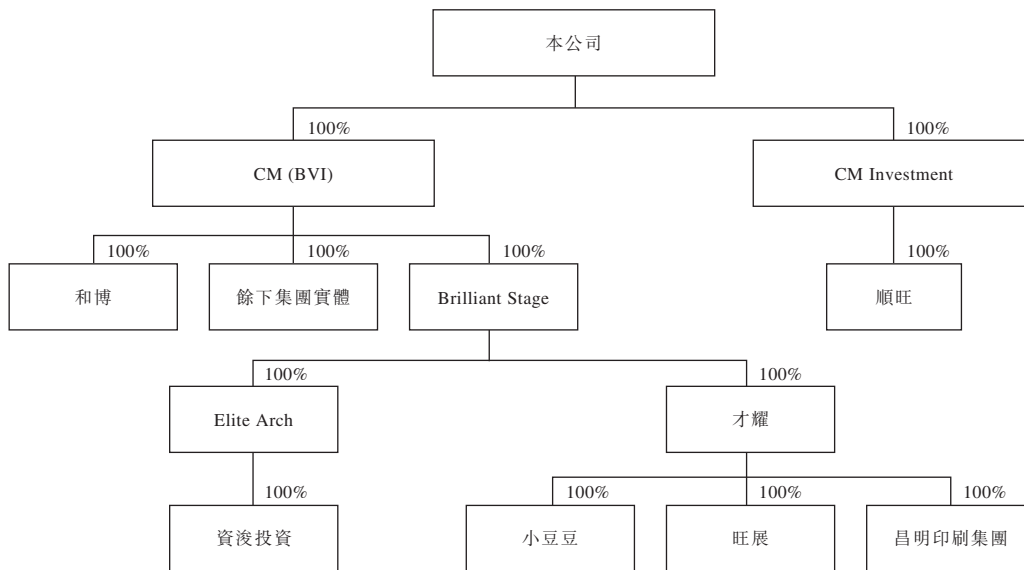 本公司
100%
100%
CM (BVI)
CM Investment
100%
100%
100%
100%
和博
餘下集團實體
Brilliant Stage
順旺
100%
100%
Elite Arch
才耀
100%
100%
100%
100%
資浚投資
小豆豆
旺展
昌明印刷集團